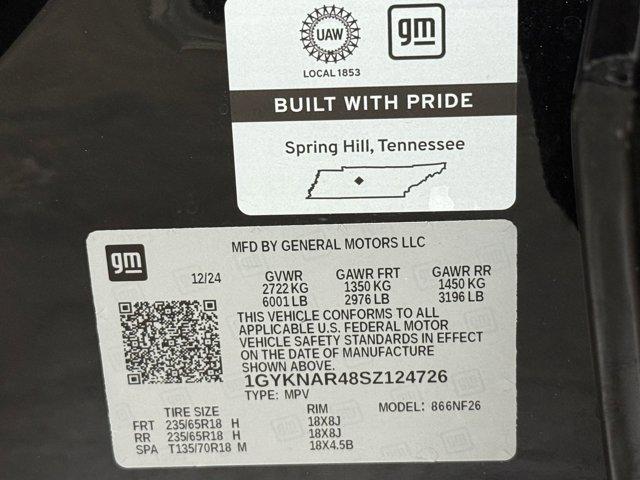 UAW
gm
LOCAL 1853
BUILT WITH PRIDE
Spring Hill, Tennessee
gm
MFD BY GENERAL MOTORS LLC
12/24 GVWR GAWR FRT GAWR RR
2722 KG 1350 KG 1450 KG
6001 LB 2976 LB 3196 LB
THIS VEHICLE CONFORMS TO ALL
APPLICABLE U.S. FEDERAL MOTOR
VEHICLE SAFETY STANDARDS IN EFFECT
ON THE DATE OF MANUFACTURE
SHOWN ABOVE.
1GYKNAR48SZ124726
TYPE: MPV MODEL: 866NF26
TIRE SIZE RIM
FRT 235/65R18 H 18X8J
RR 235/65R18 H 18X8J
SPA T135/70R18 M 18X4.5B